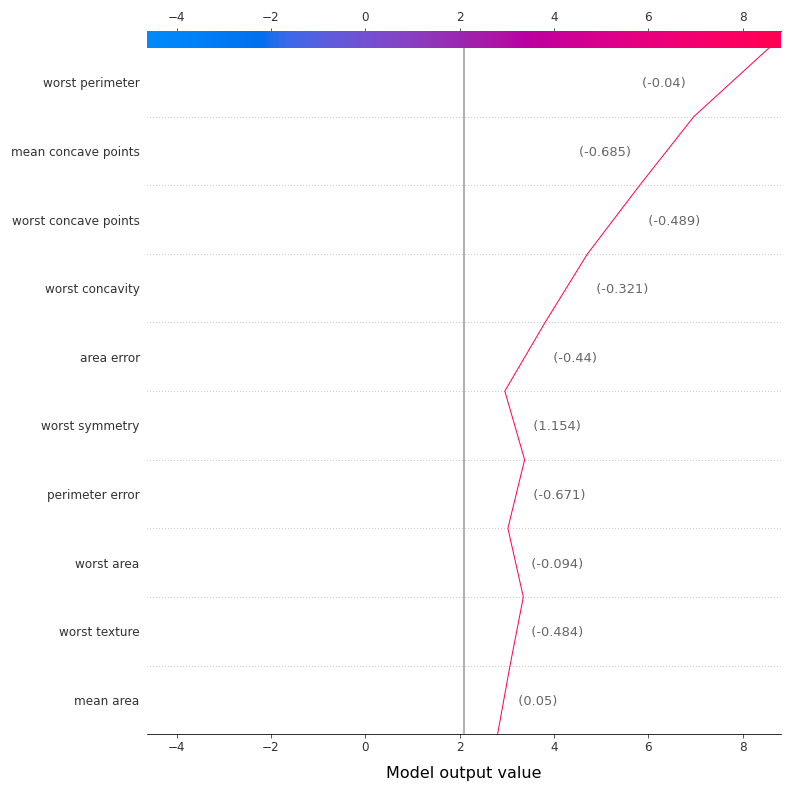 −4 −2 0 2 4 6 8
worst perimeter (-0.04)
mean concave points (-0.685)
worst concave points (-0.489)
worst concavity (-0.321)
area error (-0.44)
worst symmetry (1.154)
perimeter error (-0.671)
worst area (-0.094)
worst texture (-0.484)
mean area (0.05)
−4 −2 0 2 4 6 8
Model output value